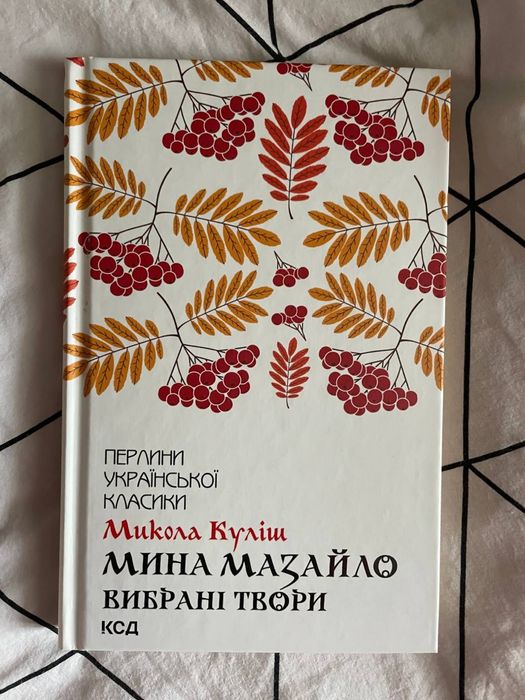 ПЕРЛИНИ
УКРАЇНСЬКОЇ
КЛАСИКИ
Микола Куліш
МИНА МАЗАЙЛО
ВИБРАНІ ТВОРИ
КСД